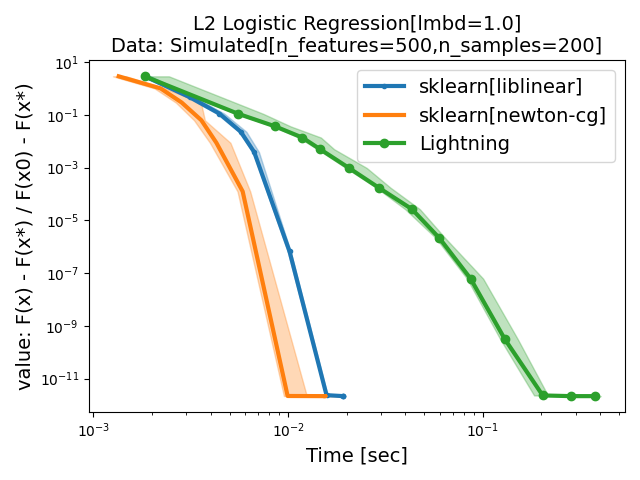 L2 Logistic Regression[lmbd=1.0]
Data: Simulated[n_features=500,n_samples=200]
value: F(x) - F(x*) / F(x0) - F(x*)
10¹
10⁻¹
10⁻³
10⁻⁵
10⁻⁷
10⁻⁹
10⁻¹¹
sklearn[liblinear]
sklearn[newton-cg]
Lightning
10⁻³
10⁻²
10⁻¹
Time [sec]